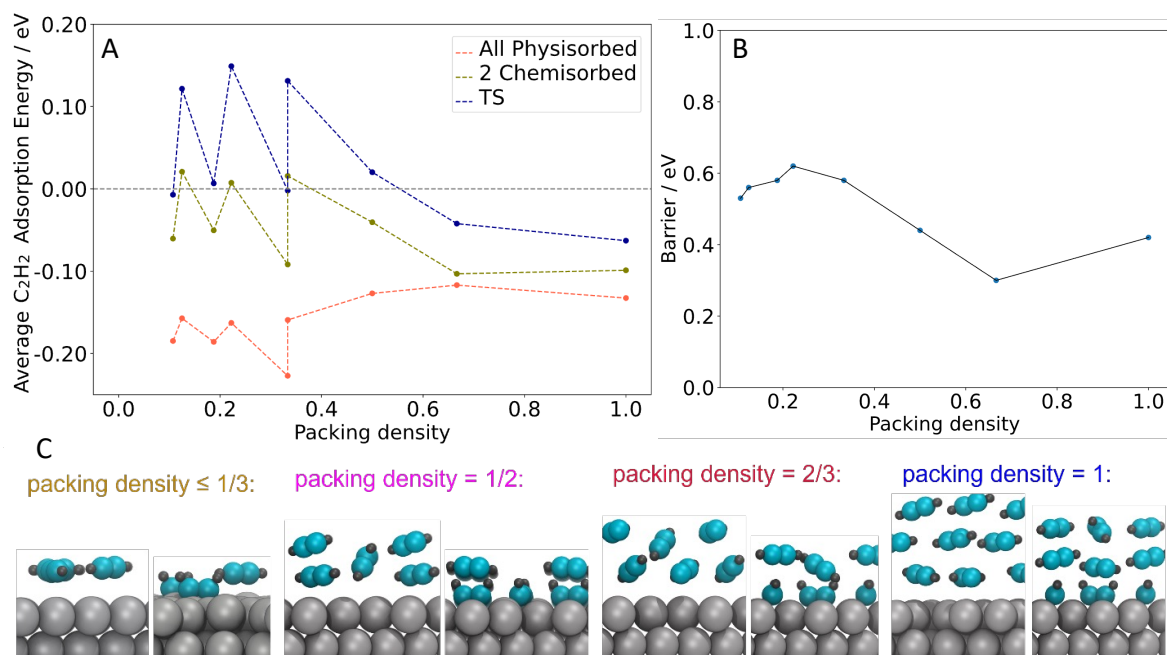 A
0.20
0.10
0.00
-0.10
-0.20
Average C₂H₂ Adsorption Energy / eV
All Physisorbed
2 Chemisorbed
TS
0.0
0.2
0.4
0.6
0.8
1.0
Packing density
B
1.0
0.8
0.6
0.4
0.2
0.0
Barrier / eV
0.2
0.4
0.6
0.8
1.0
Packing density
C
packing density ≤ 1/3:
packing density = 1/2:
packing density = 2/3:
packing density = 1: